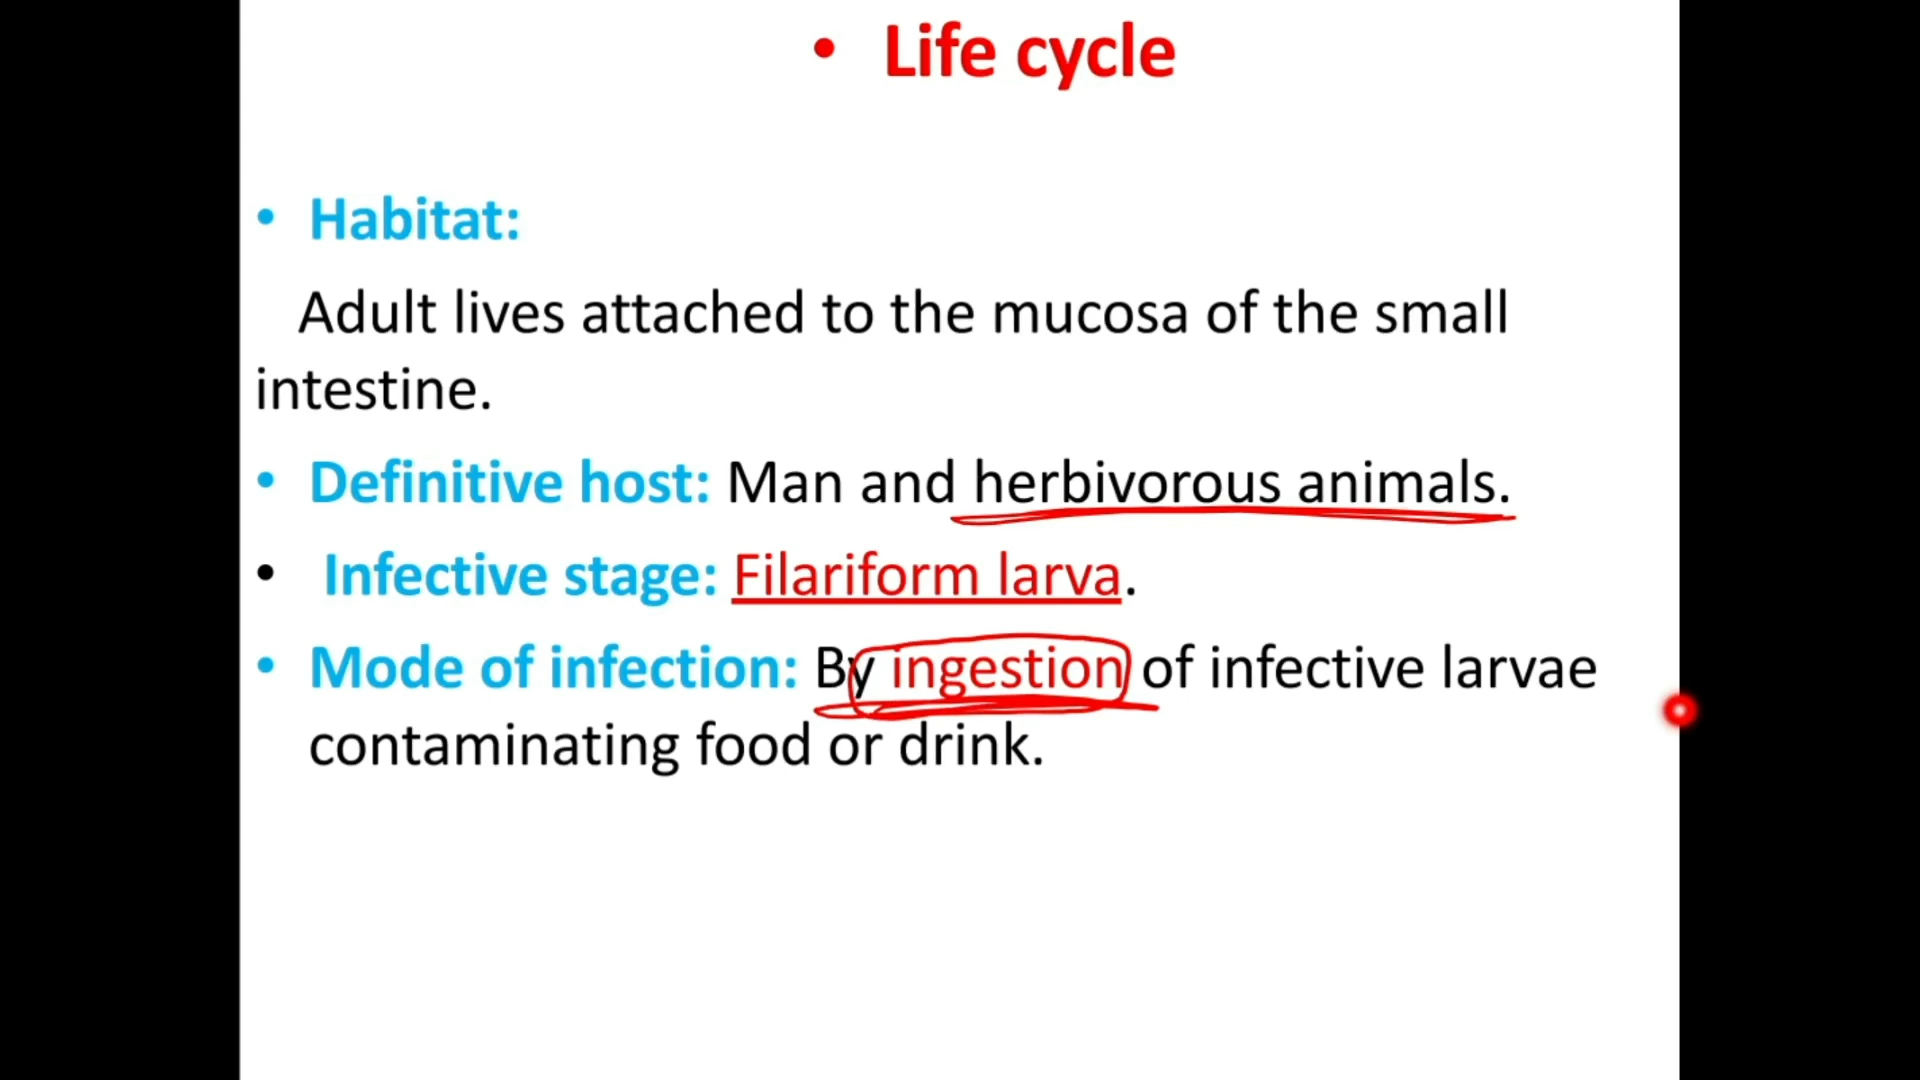 • Life cycle
• Habitat:
Adult lives attached to the mucosa of the small
intestine.
• Definitive host: Man and herbivorous animals.
• Infective stage: Filariform larva.
• Mode of infection: By ingestion of infective larvae
contaminating food or drink.